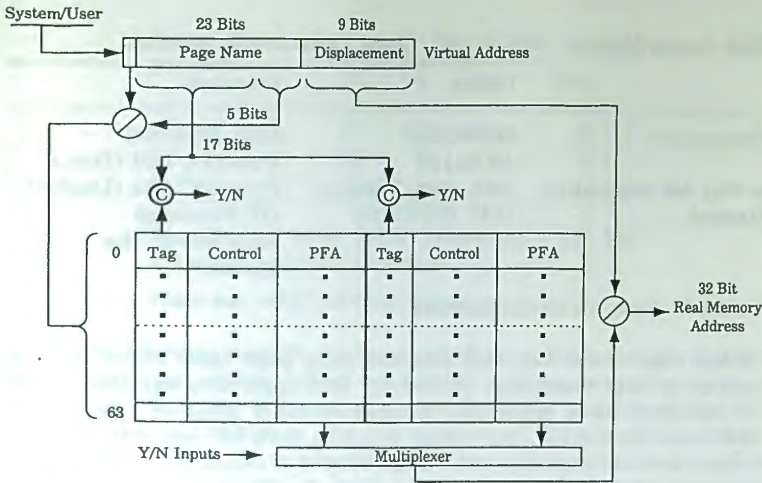 System/User
23 Bits 9 Bits
Page Name Displacement Virtual Address
5 Bits
17 Bits
C Y/N C Y/N
0 Tag Control PFA Tag Control PFA
32 Bit
Real Memory
Address
63
Y/N Inputs Multiplexer